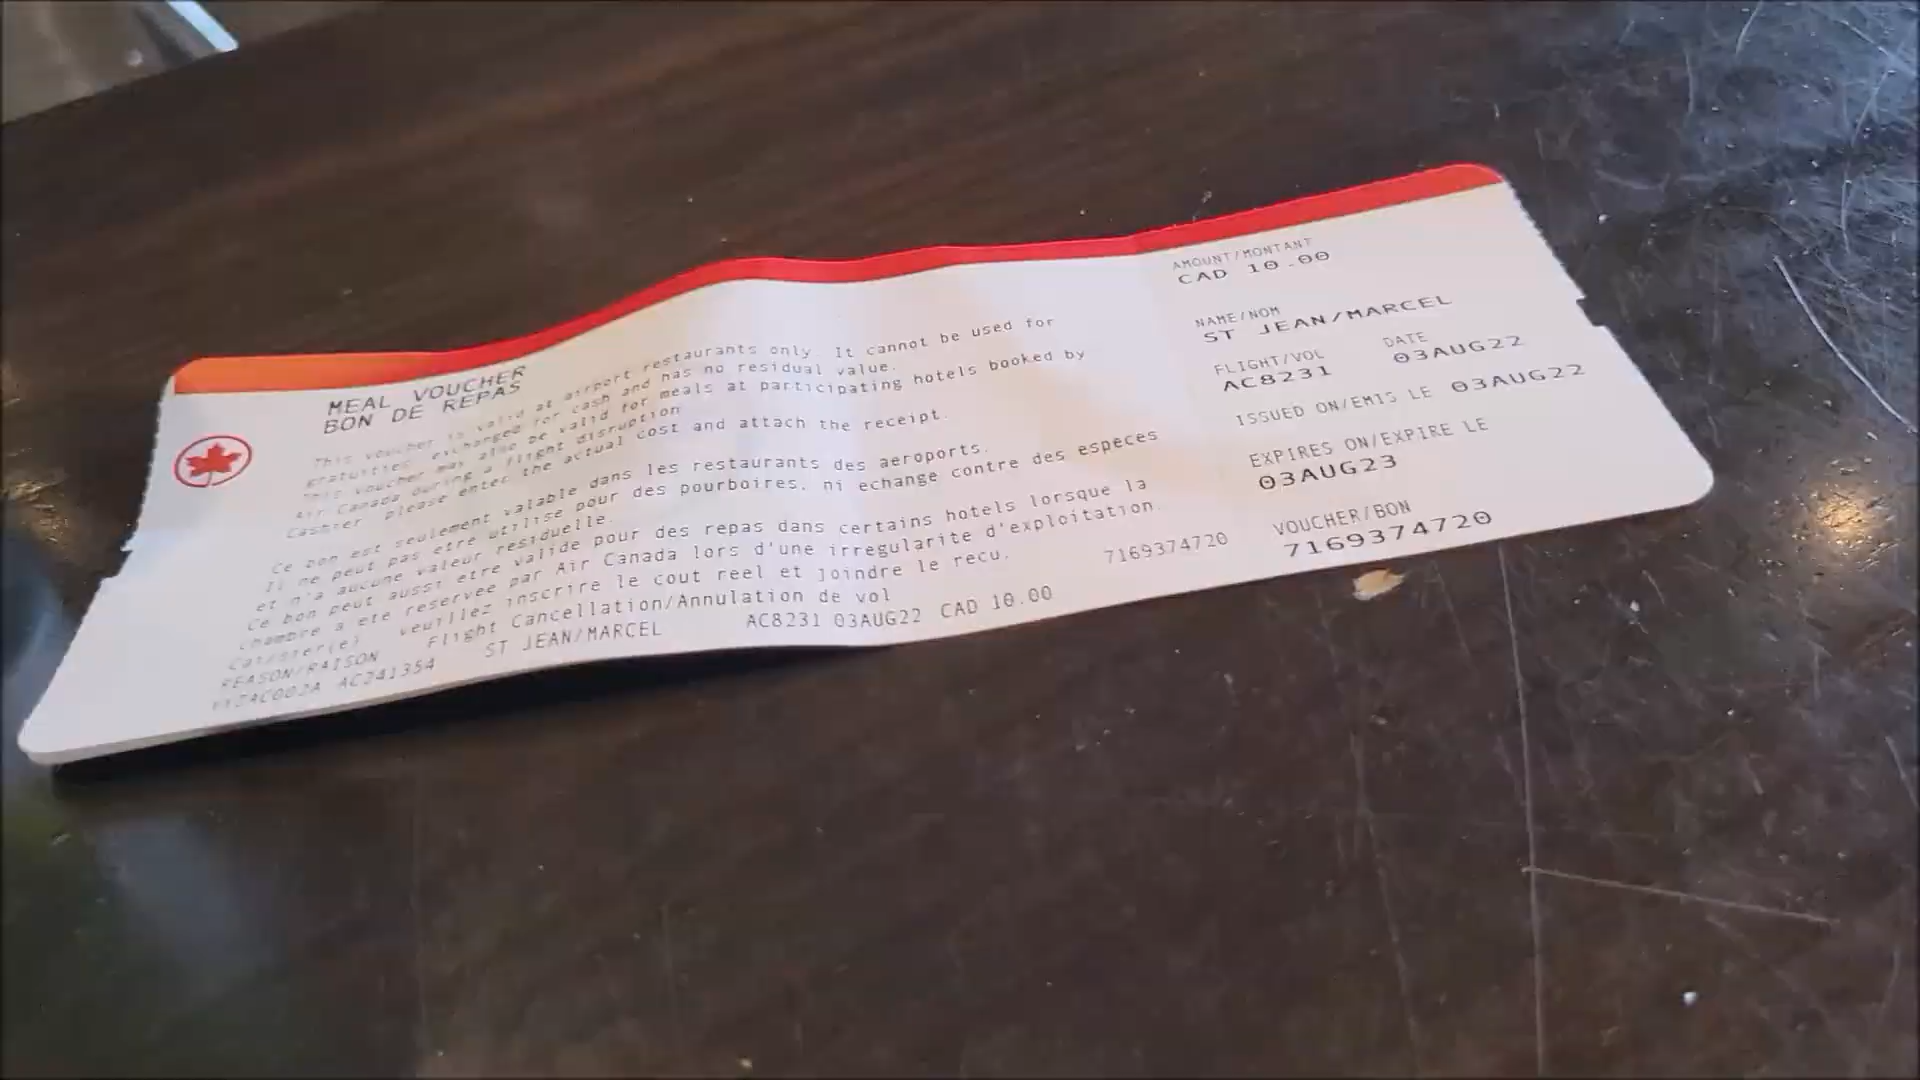 MEAL VOUCHER
BON DE REPAS
This voucher is valid at airport restaurants only. It cannot be used for
gratuities, exchanged for cash and has no residual value.
This voucher may also be valid for meals at participating hotels booked by
Air Canada during a flight disruption
Cashier please enter the actual cost and attach the receipt.
Ce bon est seulement valable dans les restaurants des aeroports.
Il ne peut pas etre utilise pour des pourboires, ni echange contre des especes
et n'a aucune valeur residuelle.
Ce bon peut aussi etre valide pour des repas dans certains hotels lorsque la
chambre a ete reservee par Air Canada lors d'une irregularite d'exploitation.
veuillez inscrire le cout reel et joindre le recu.
REASON/RAISON Flight Cancellation/Annulation de vol
AC241354 ST JEAN/MARCEL AC8231 03AUG22 CAD 10.00 7169374720
AMOUNT/MONTANT
CAD 10.00
NAME/NOM
ST JEAN/MARCEL
FLIGHT/VOL DATE
AC8231 03AUG22
ISSUED ON/EMIS LE 03AUG22
EXPIRES ON/EXPIRE LE
03AUG23
VOUCHER/BON
7169374720